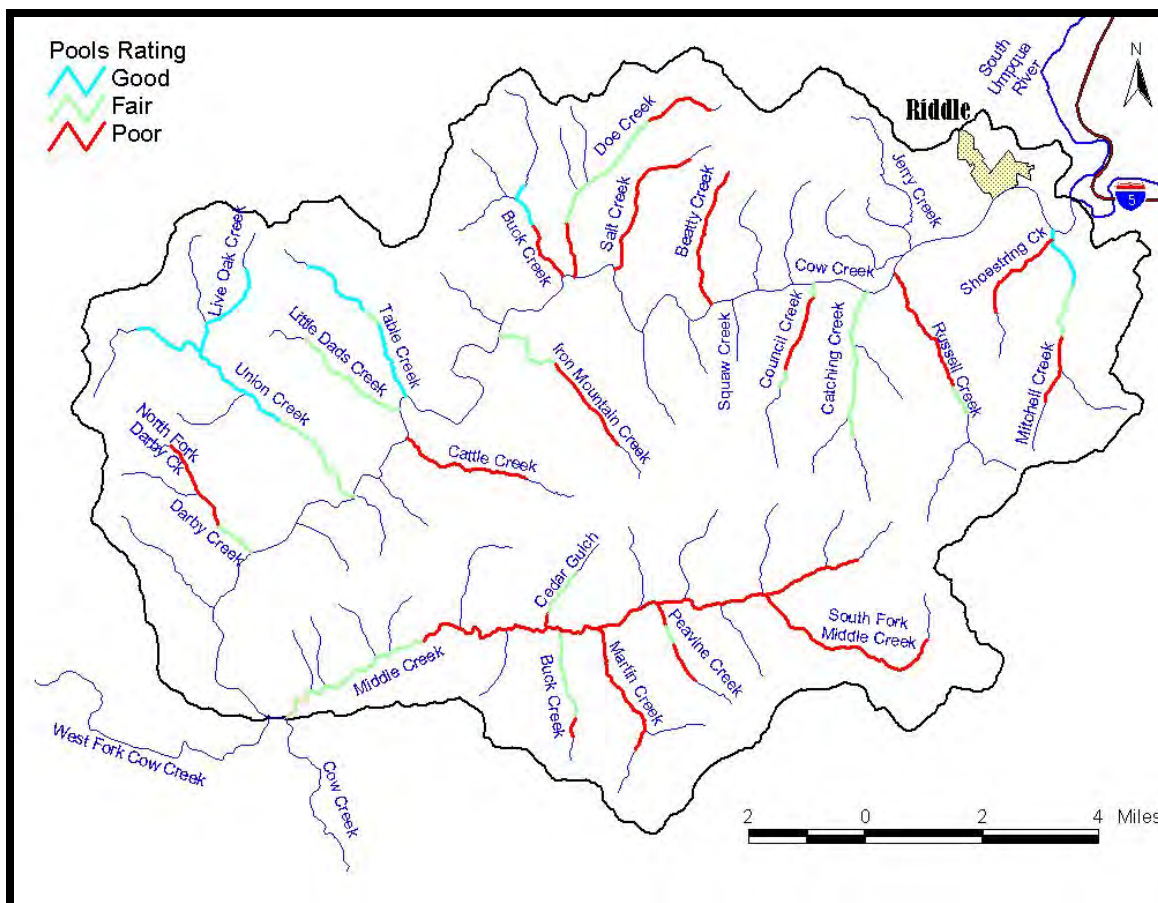 Pools Rating
Good
Fair
Poor
South
Umpqua
River
N
Riddle
5
Jerry Creek
Doe Creek
Salt Creek
Beatty Creek
Buck Creek
Shoestring Ck
Live Oak Creek
Cow Creek
Table Creek
Little Dads Creek
Squaw Creek
Council Creek
Catching Creek
Russell Creek
Mitchell Creek
Iron Mountain Creek
Union Creek
North Fork
Darby Ck
Cattle Creek
Darby Creek
Cedar Gulch
Peavine Creek
South Fork
Middle Creek
Middle Creek
Buck Creek
Martin Creek
West Fork Cow Creek
Cow Creek
2 0 2 4 Miles